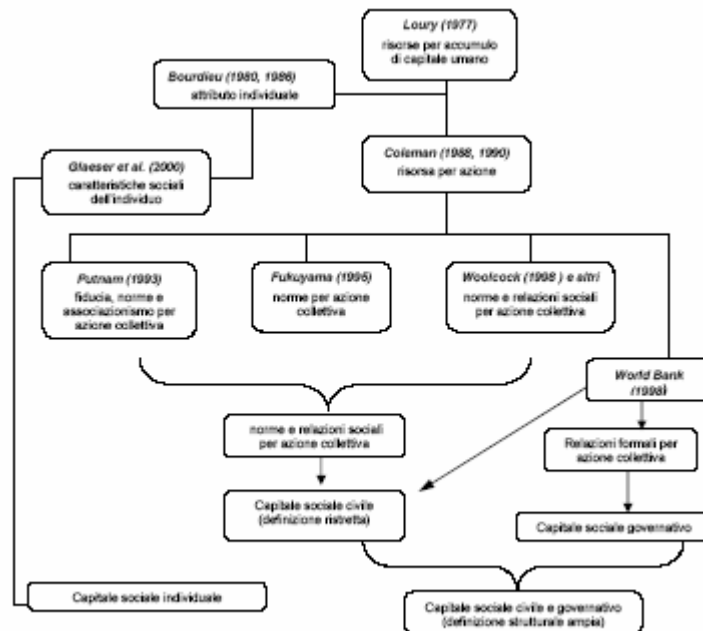 Loury (1977)
risorse per accumulo
di capitale umano
Bourdieu (1980, 1986)
attributo individuale
Glaeser et al. (2000)
caratteristiche sociali
dell'individuo
Coleman (1988, 1990)
risorsa per azione
Putnam (1993)
fiducia, norme e
associazionismo per
azione collettiva
Fukuyama (1995)
norme per azione
collettiva
Woolcock (1998 ) e altri
norme e relazioni sociali
per azione collettiva
World Bank
(1998)
norme e relazioni sociali
per azione collettiva
Relazioni formali per
azione collettiva
Capitale sociale civile
(definizione ristretta)
Capitale sociale governativo
Capitale sociale individuale
Capitale sociale civile e governativo
(definizione strutturale ampia)